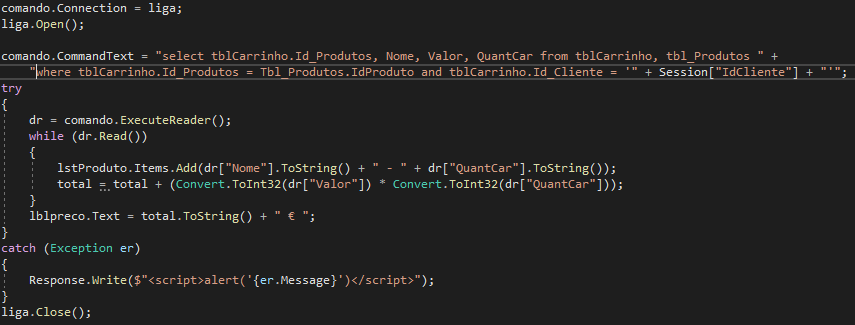 comando.Connection = liga;
liga.Open();
comando.CommandText = "select tblCarrinho.Id_Produtos, Nome, Valor, QuantCar from tblCarrinho, tbl_Produtos " +
"where tblCarrinho.Id_Produtos = Tbl_Produtos.IdProduto and tblCarrinho.Id_Cliente = '" + Session["IdCliente"] + "'";
try
{
dr = comando.ExecuteReader();
while (dr.Read())
{
lstProduto.Items.Add(dr["Nome"].ToString() + " - " + dr["QuantCar"].ToString());
total = total + (Convert.ToInt32(dr["Valor"]) * Convert.ToInt32(dr["QuantCar"]));
}
lblpreco.Text = total.ToString() + " € ";
}
catch (Exception er)
{
Response.Write($"<script>alert('{er.Message}')</script>");
}
liga.Close();